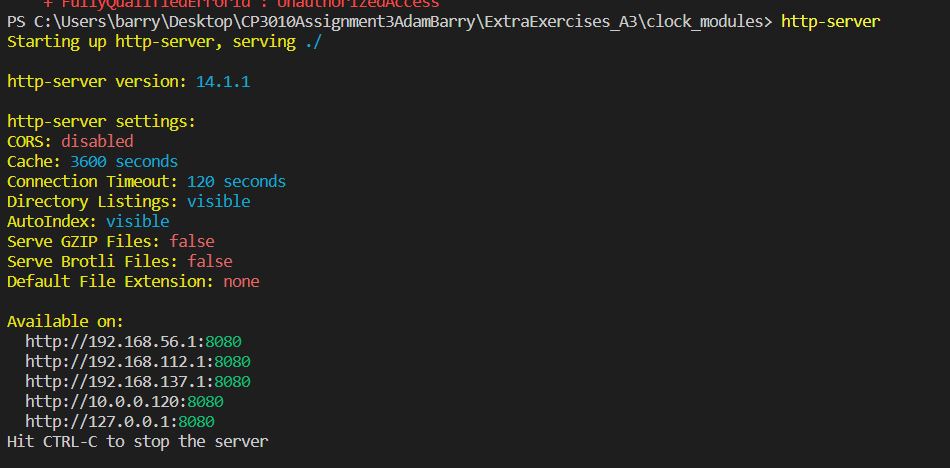 + FullyQualifiedErrorId : UnauthorizedAccess
PS C:\Users\barry\Desktop\CP3010Assignment3AdamBarry\ExtraExercises_A3\clock_modules> http-server
Starting up http-server, serving ./
http-server version: 14.1.1
http-server settings:
CORS: disabled
Cache: 3600 seconds
Connection Timeout: 120 seconds
Directory Listings: visible
AutoIndex: visible
Serve GZIP Files: false
Serve Brotli Files: false
Default File Extension: none
Available on:
http://192.168.56.1:8080
http://192.168.112.1:8080
http://192.168.137.1:8080
http://10.0.0.120:8080
http://127.0.0.1:8080
Hit CTRL-C to stop the server